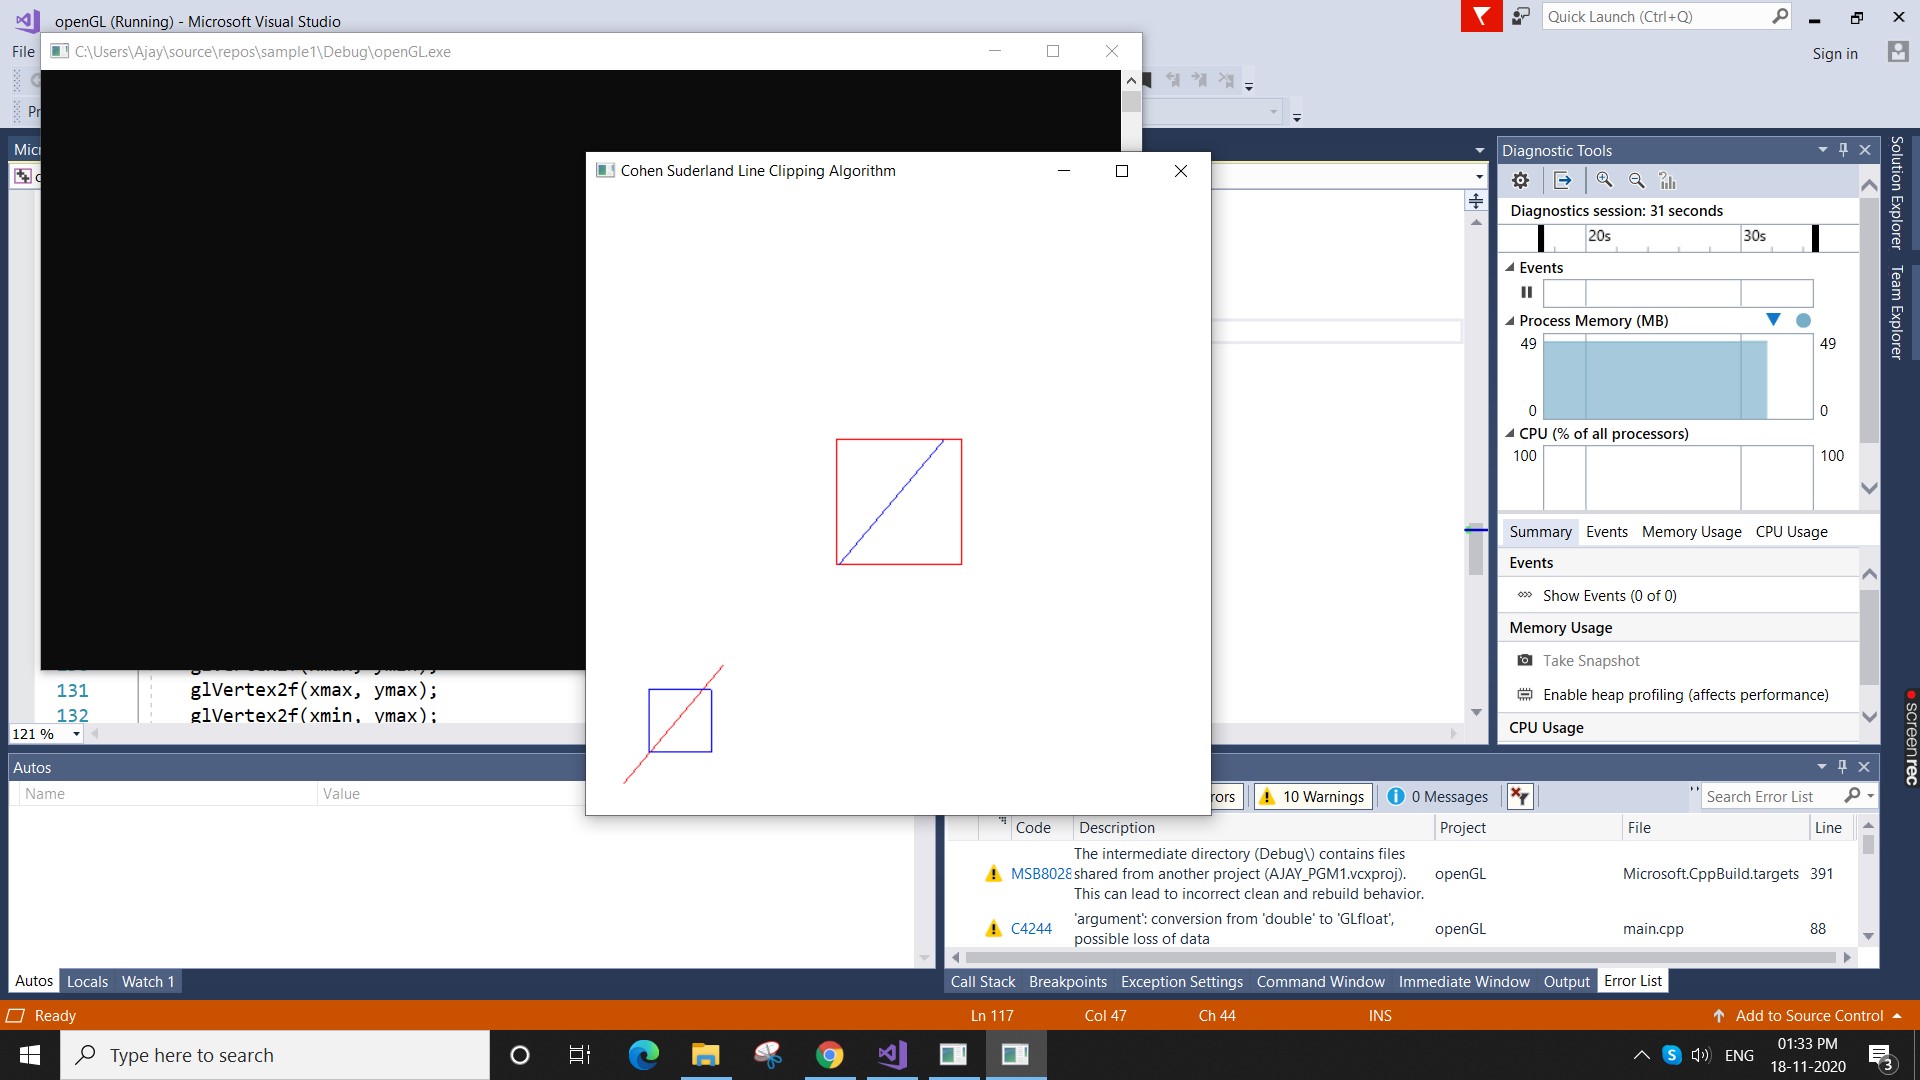 openGL (Running) - Microsoft Visual Studio
Quick Launch (Ctrl+Q)
File
Sign in
C:\Users\Ajay\source\repos\sample1\Debug\openGL.exe
Cohen Suderland Line Clipping Algorithm
131 glVertex2f(xmax, ymax);
132 glVertex2f(xmin, ymax);
121 %
Diagnostic Tools
Diagnostics session: 31 seconds
20s 30s
Events
Process Memory (MB)
49 49
0 0
CPU (% of all processors)
100 100
Summary Events Memory Usage CPU Usage
Events
Show Events (0 of 0)
Memory Usage
Take Snapshot
Enable heap profiling (affects performance)
CPU Usage
Solution Explorer
Team Explorer
screenrec
Autos
Name Value
10 Warnings 0 Messages Search Error List
Code Description Project File Line
MSB8028 The intermediate directory (Debug\) contains files shared from another project (AJAY_PGM1.vcxproj). This can lead to incorrect clean and rebuild behavior. openGL Microsoft.CppBuild.targets 391
C4244 'argument': conversion from 'double' to 'GLfloat', possible loss of data openGL main.cpp 88
Autos Locals Watch 1
Call Stack Breakpoints Exception Settings Command Window Immediate Window Output Error List
Ready Ln 117 Col 47 Ch 44 INS Add to Source Control
Type here to search
ENG
01:33 PM
18-11-2020
3